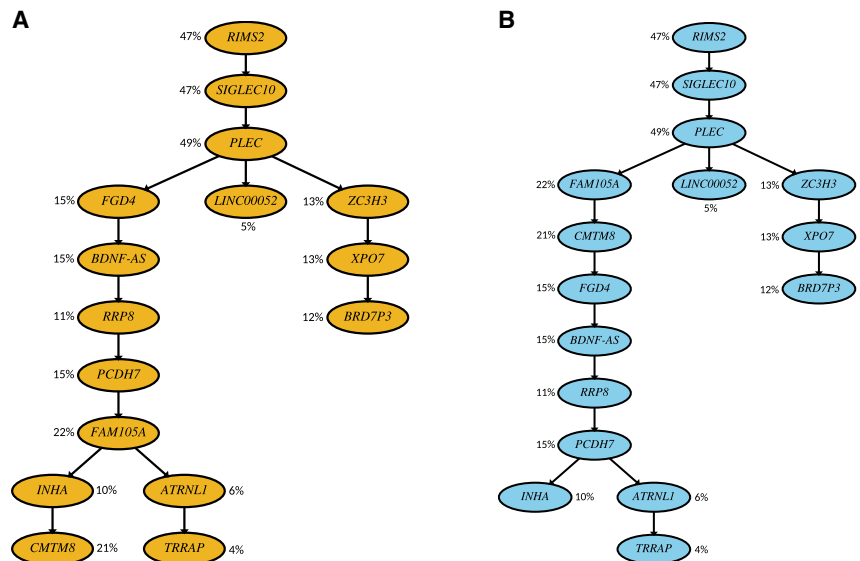 A
47% RIMS2
47% SIGLEC10
49% PLEC
15% FGD4 LINC00052 13% ZC3H3
5%
15% BDNF-AS 13% XPO7
11% RRP8 12% BRD7P3
15% PCDH7
22% FAM105A
INHA 10% ATRNL1 6%
CMTM8 21% TRRAP 4%
B
47% RIMS2
47% SIGLEC10
49% PLEC
22% FAM105A LINC00052 13% ZC3H3
5%
21% CMTM8 13% XPO7
15% FGD4 12% BRD7P3
15% BDNF-AS
11% RRP8
15% PCDH7
INHA 10% ATRNL1 6%
TRRAP 4%